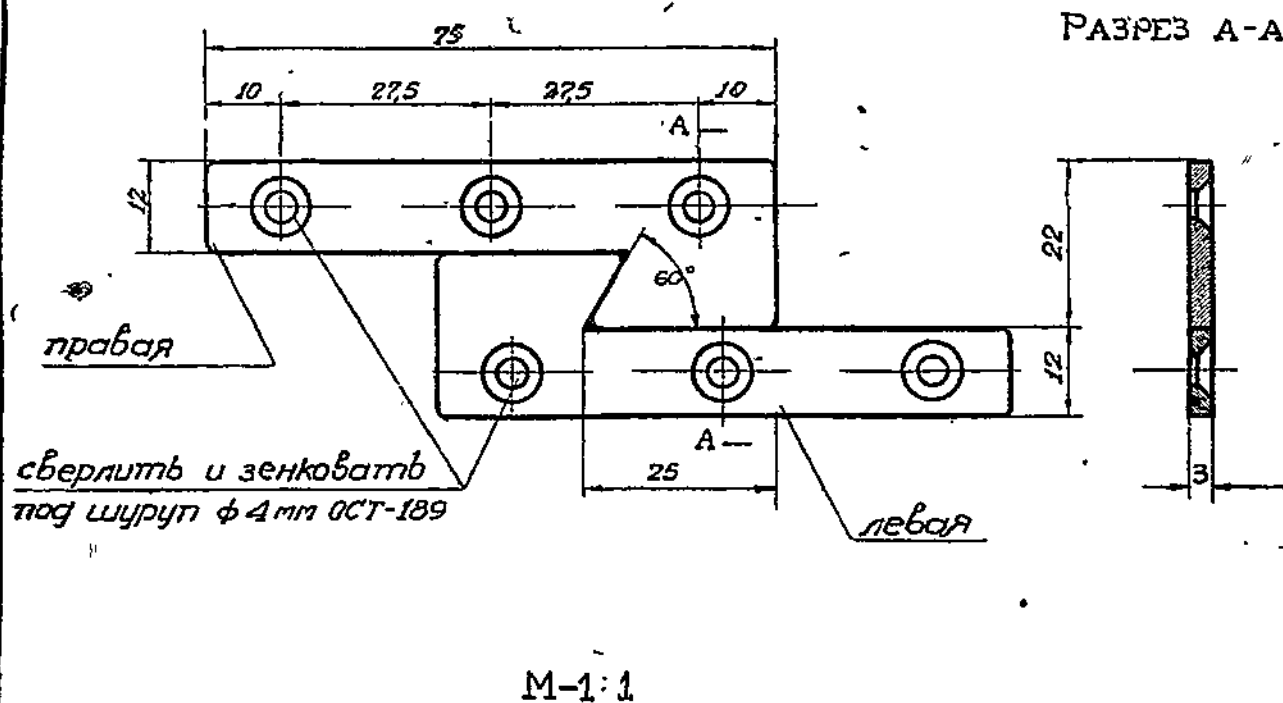 75
РАЗРЕЗ А-А
10 27,5 27,5 10
А
12
22
60°
правая
12
А
сверлить и зенковать
25
3
под шуруп ф 4 мм ОСТ-189
левая
М-1:1